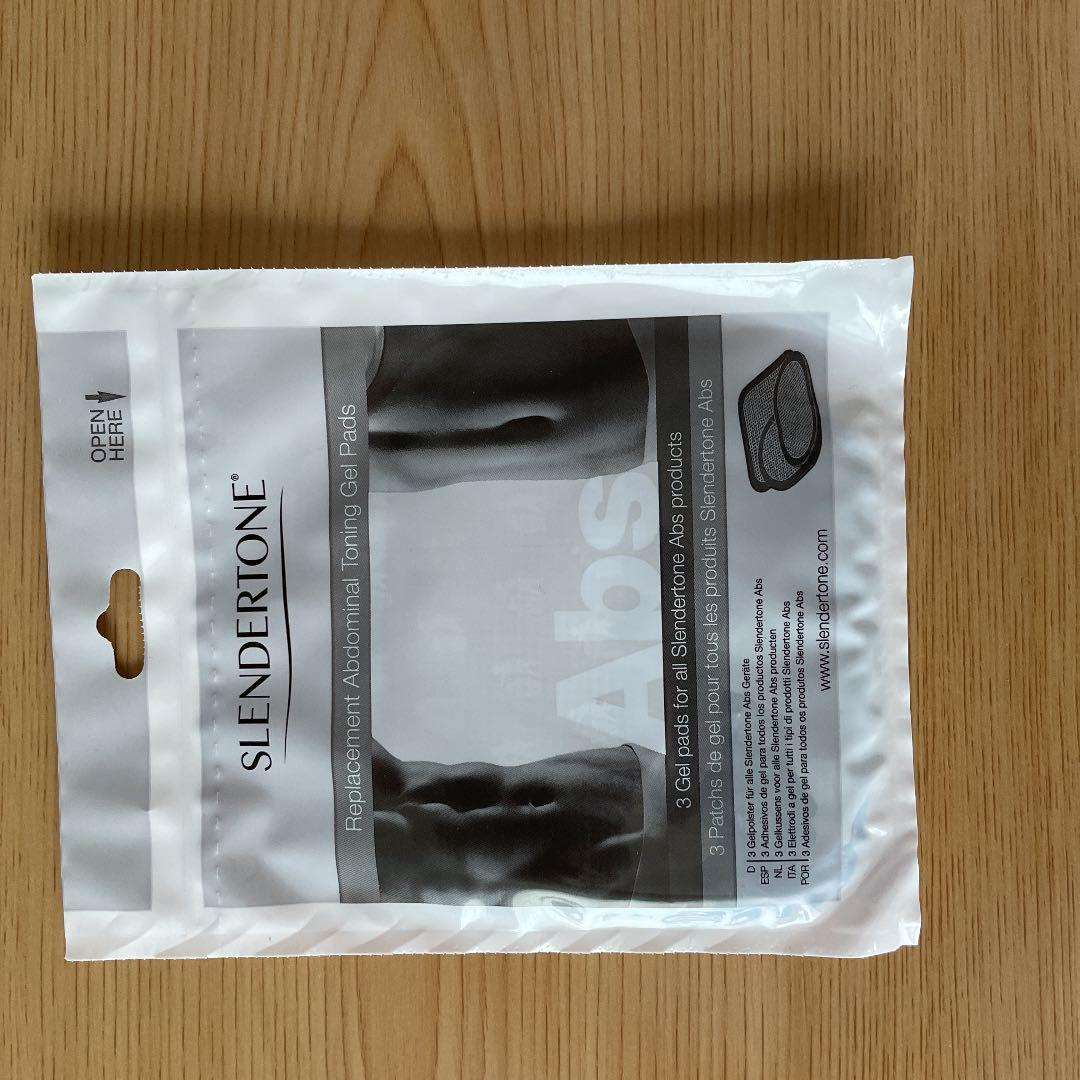 OPEN
HERE
SLENDERTONE®
Replacement Abdominal Toning Gel Pads
Abs
3 Gel pads for all Slendertone Abs products
3 Patchs de gel pour tous les produits Slendertone Abs
D | 3 Gelpolster für alle Slendertone Abs Geräte
ESP | 3 Adhesivos de gel para todos los productos Slendertone Abs
NL | 3 Gelkussens voor alle Slendertone Abs producten
ITA | 3 Elettrodi a gel per tutti i tipi di prodotti Slendertone Abs
POR | 3 Adesivos de gel para todos os produtos Slendertone Abs
www.slendertone.com